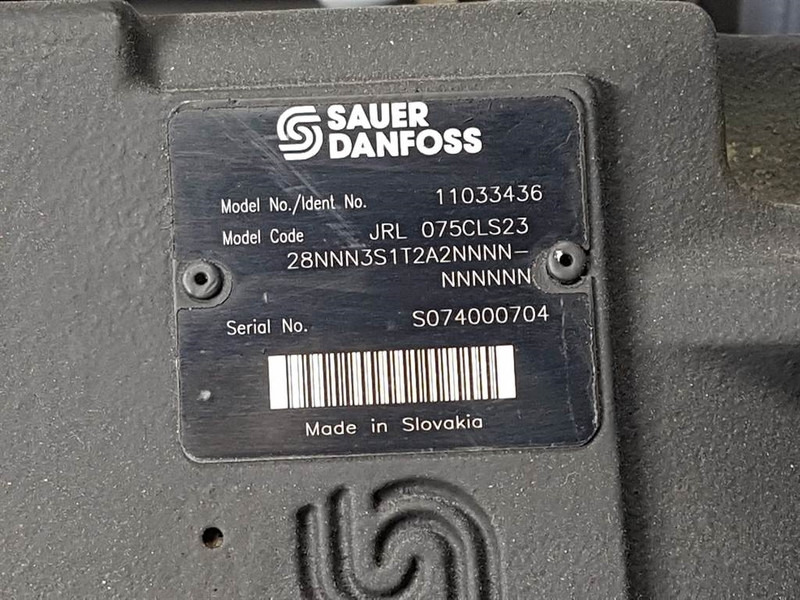 SAUER
DANFOSS
Model No./Ident No. 11033436
Model Code JRL 075CLS23
28NNN3S1T2A2NNNN-
NNNNNN
Serial No. S074000704
Made in Slovakia